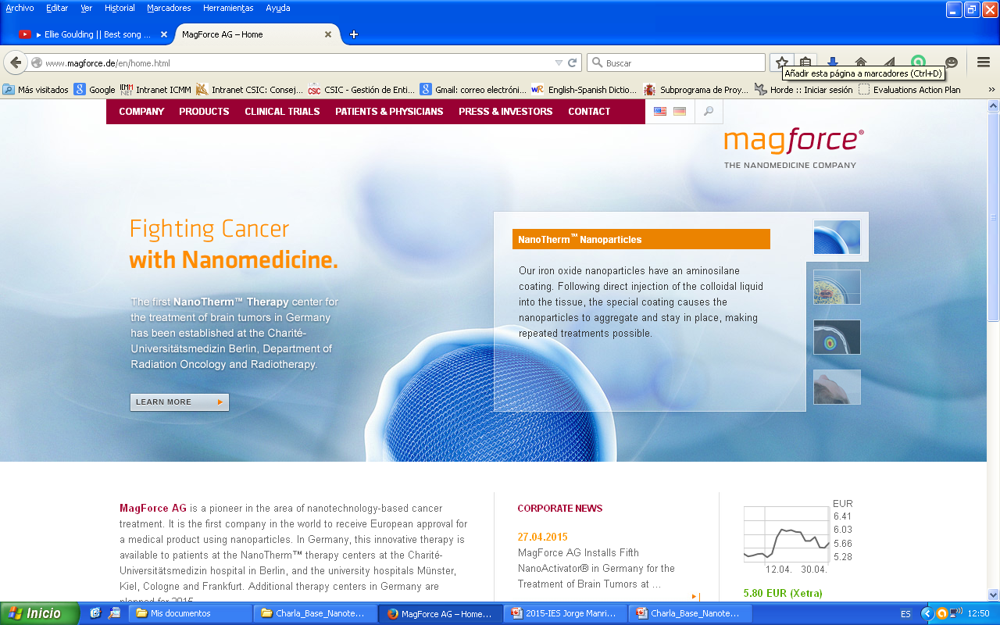 Archivo Editar Ver Historial Marcadores Herramientas Ayuda
► Ellie Goulding || Best song ...
MagForce AG – Home
www.magforce.de/en/home.html
Buscar
Añadir esta página a marcadores (Ctrl+D)
Más visitados Google Intranet ICMM Intranet CSIC: Consej... CSIC - Gestión de Enti... Gmail: correo electróni... English-Spanish Dictio... Subprograma de Proy... Horde :: Iniciar sesión Evaluations Action Plan
COMPANY PRODUCTS CLINICAL TRIALS PATIENTS & PHYSICIANS PRESS & INVESTORS CONTACT
magforce®
THE NANOMEDICINE COMPANY
Fighting Cancer
with Nanomedicine.
The first NanoTherm™ Therapy center for
the treatment of brain tumors in Germany
has been established at the Charité-
Universitätsmedizin Berlin, Department of
Radiation Oncology and Radiotherapy.
LEARN MORE
NanoTherm™ Nanoparticles
Our iron oxide nanoparticles have an aminosilane
coating. Following direct injection of the colloidal liquid
into the tissue, the special coating causes the
nanoparticles to aggregate and stay in place, making
repeated treatments possible.
MagForce AG is a pioneer in the area of nanotechnology-based cancer
treatment. It is the first company in the world to receive European approval for
a medical product using nanoparticles. In Germany, this innovative therapy is
available to patients at the NanoTherm™ therapy centers at the Charité-
Universitätsmedizin hospital in Berlin, and the university hospitals Münster,
Kiel, Cologne and Frankfurt. Additional therapy centers in Germany are
planned for 2015.
CORPORATE NEWS
27.04.2015
MagForce AG Installs Fifth
NanoActivator® in Germany for the
Treatment of Brain Tumors at ...
EUR
6.41
6.03
5.66
5.28
12.04. 30.04.
5.80 EUR (Xetra)
Inicio
Mis documentos
Charla_Base_Nanote...
MagForce AG – Home...
2015-IES Jorge Manri...
Charla_Base_Nanote...
ES
12:50